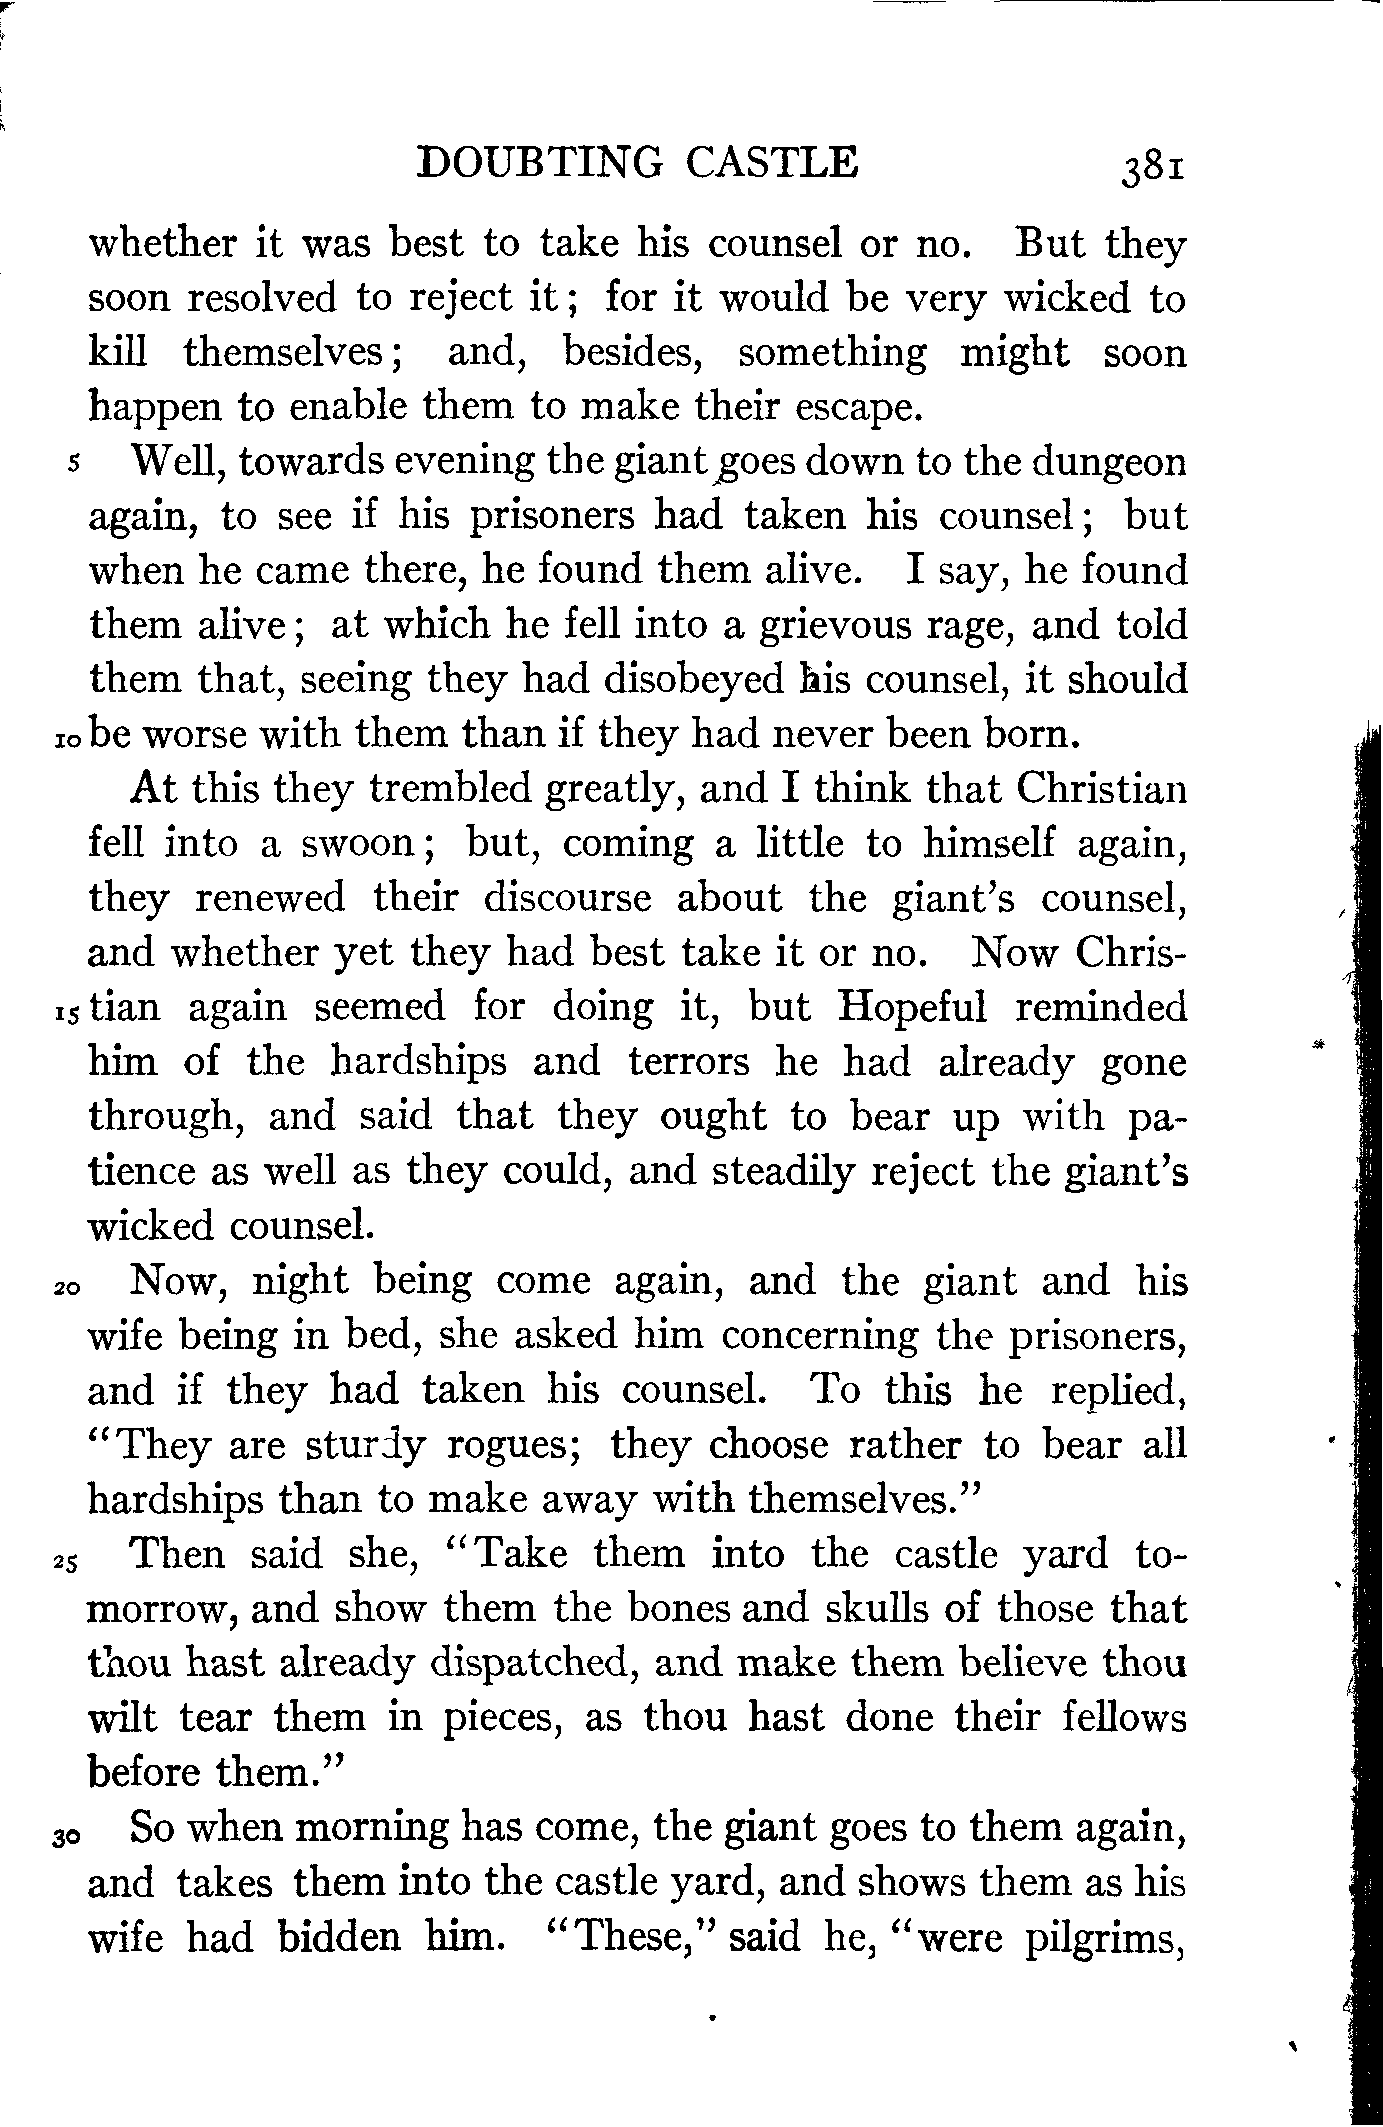 DOUBTING CASTLE 381
whether it was best to take his counsel or no. But they
soon resolved to reject it; for it would be very wicked to
kill themselves; and, besides, something might soon
happen to enable them to make their escape.
5 Well, towards evening the giant goes down to the dungeon
again, to see if his prisoners had taken his counsel; but
when he came there, he found them alive. I say, he found
them alive; at which he fell into a grievous rage, and told
them that, seeing they had disobeyed his counsel, it should
10 be worse with them than if they had never been born.
At this they trembled greatly, and I think that Christian
fell into a swoon; but, coming a little to himself again,
they renewed their discourse about the giant's counsel,
and whether yet they had best take it or no. Now Chris-
15 tian again seemed for doing it, but Hopeful reminded
him of the hardships and terrors he had already gone
through, and said that they ought to bear up with pa-
tience as well as they could, and steadily reject the giant's
wicked counsel.
20 Now, night being come again, and the giant and his
wife being in bed, she asked him concerning the prisoners,
and if they had taken his counsel. To this he replied,
"They are sturdy rogues; they choose rather to bear all
hardships than to make away with themselves."
25 Then said she, "Take them into the castle yard to-
morrow, and show them the bones and skulls of those that
thou hast already dispatched, and make them believe thou
wilt tear them in pieces, as thou hast done their fellows
before them."
30 So when morning has come, the giant goes to them again,
and takes them into the castle yard, and shows them as his
wife had bidden him. "These," said he, "were pilgrims,